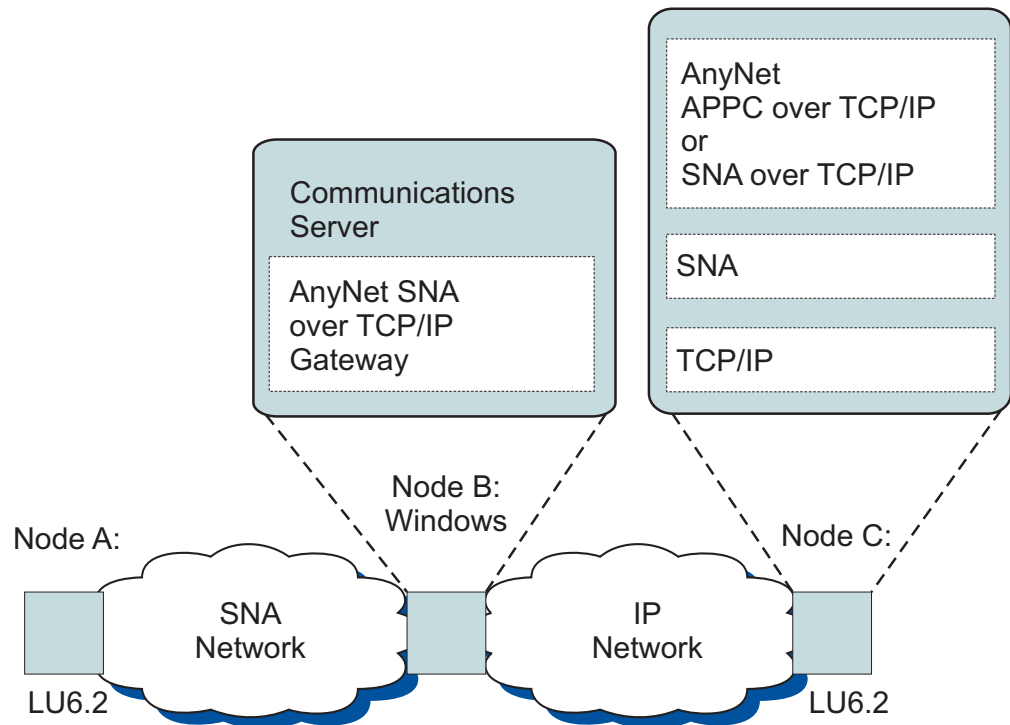 AnyNet
APPC over TCP/IP
or
SNA over TCP/IP
SNA
TCP/IP
Communications
Server
AnyNet SNA
over TCP/IP
Gateway
Node A:
Node B:
Windows
Node C:
SNA
Network
IP
Network
LU6.2
LU6.2